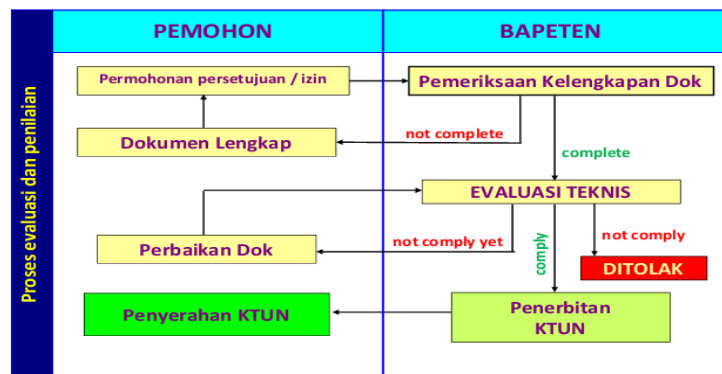 PEMOHON
BAPETEN
Proses evaluasi dan penilaian
Permohonan persetujuan / izin
Pemeriksaan Kelengkapan Dok
not complete
Dokumen Lengkap
complete
EVALUASI TEKNIS
not comply yet
comply
not comply
Perbaikan Dok
DITOLAK
Penyerahan KTUN
Penerbitan
KTUN